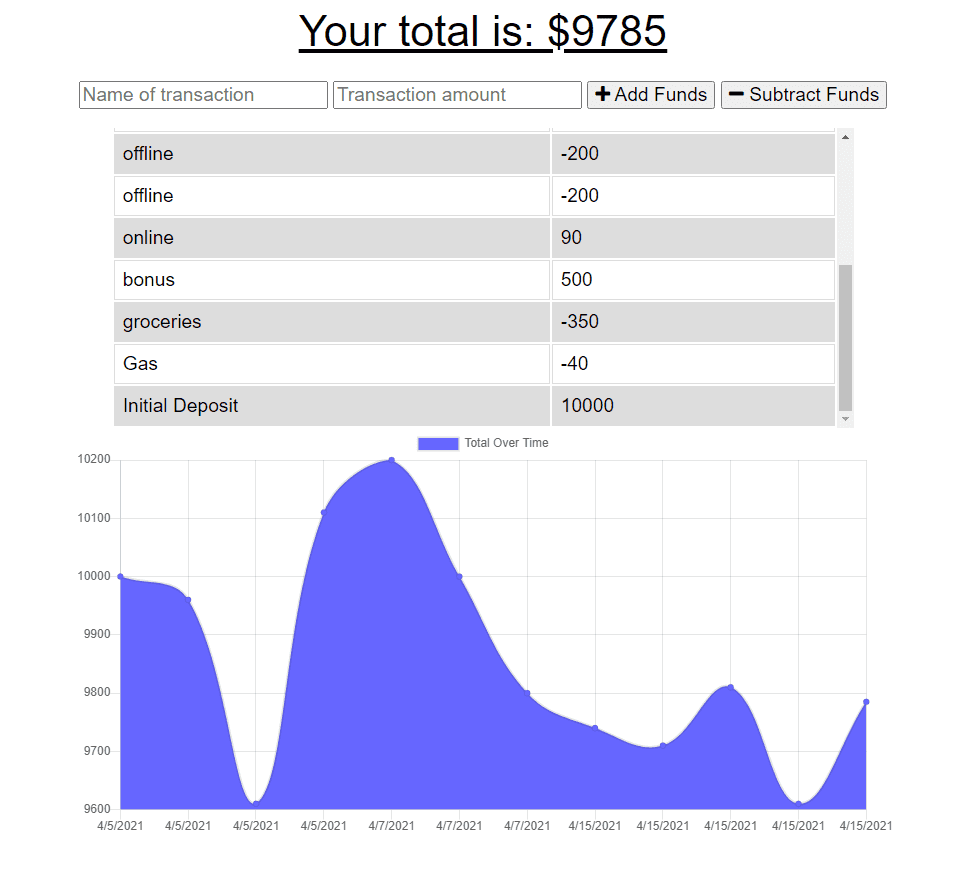 Your total is: $9785
Name of transaction Transaction amount + Add Funds − Subtract Funds
offline -200
offline -200
online 90
bonus 500
groceries -350
Gas -40
Initial Deposit 10000
Total Over Time
10200
10100
10000
9900
9800
9700
9600
4/5/2021 4/5/2021 4/5/2021 4/5/2021 4/7/2021 4/7/2021 4/7/2021 4/15/2021 4/15/2021 4/15/2021 4/15/2021 4/15/2021